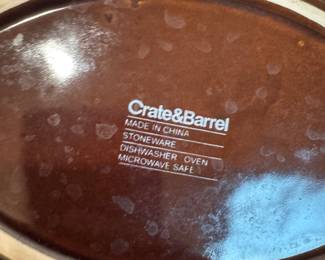 Crate&Barrel
MADE IN CHINA
STONEWARE
DISHWASHER OVEN
MICROWAVE SAFE